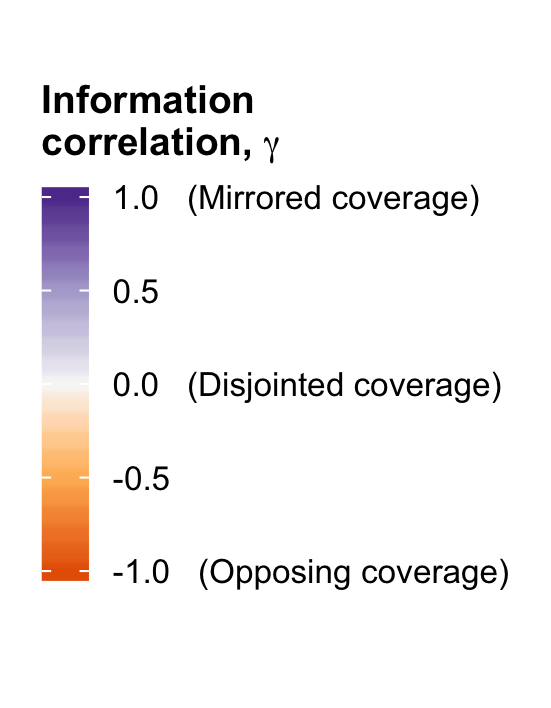 Information
correlation, γ
1.0 (Mirrored coverage)
0.5
0.0 (Disjointed coverage)
-0.5
-1.0 (Opposing coverage)